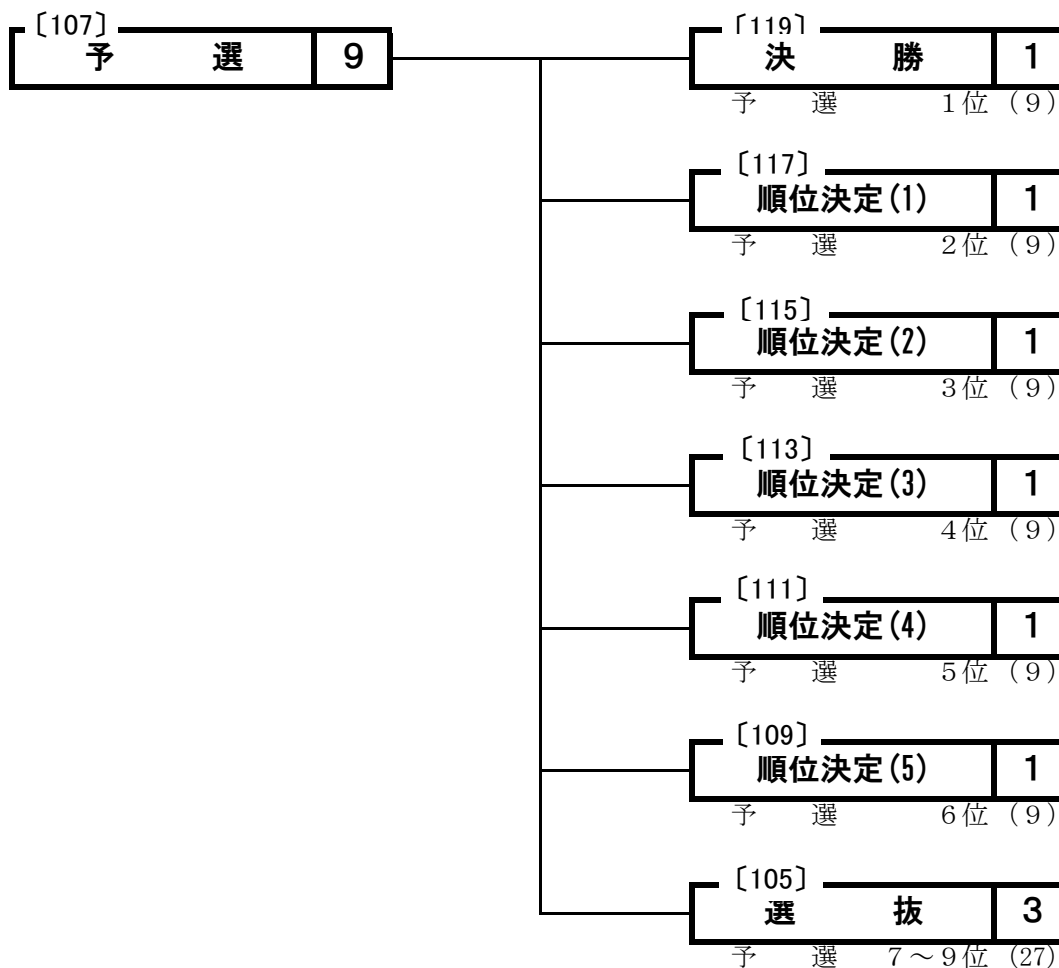 〔107〕
予 選 9
〔119〕
決 勝 1
予 選 1位 (9)
〔117〕
順位決定(1) 1
予 選 2位 (9)
〔115〕
順位決定(2) 1
予 選 3位 (9)
〔113〕
順位決定(3) 1
予 選 4位 (9)
〔111〕
順位決定(4) 1
予 選 5位 (9)
〔109〕
順位決定(5) 1
予 選 6位 (9)
〔105〕
選 抜 3
予 選 7～9位 (27)